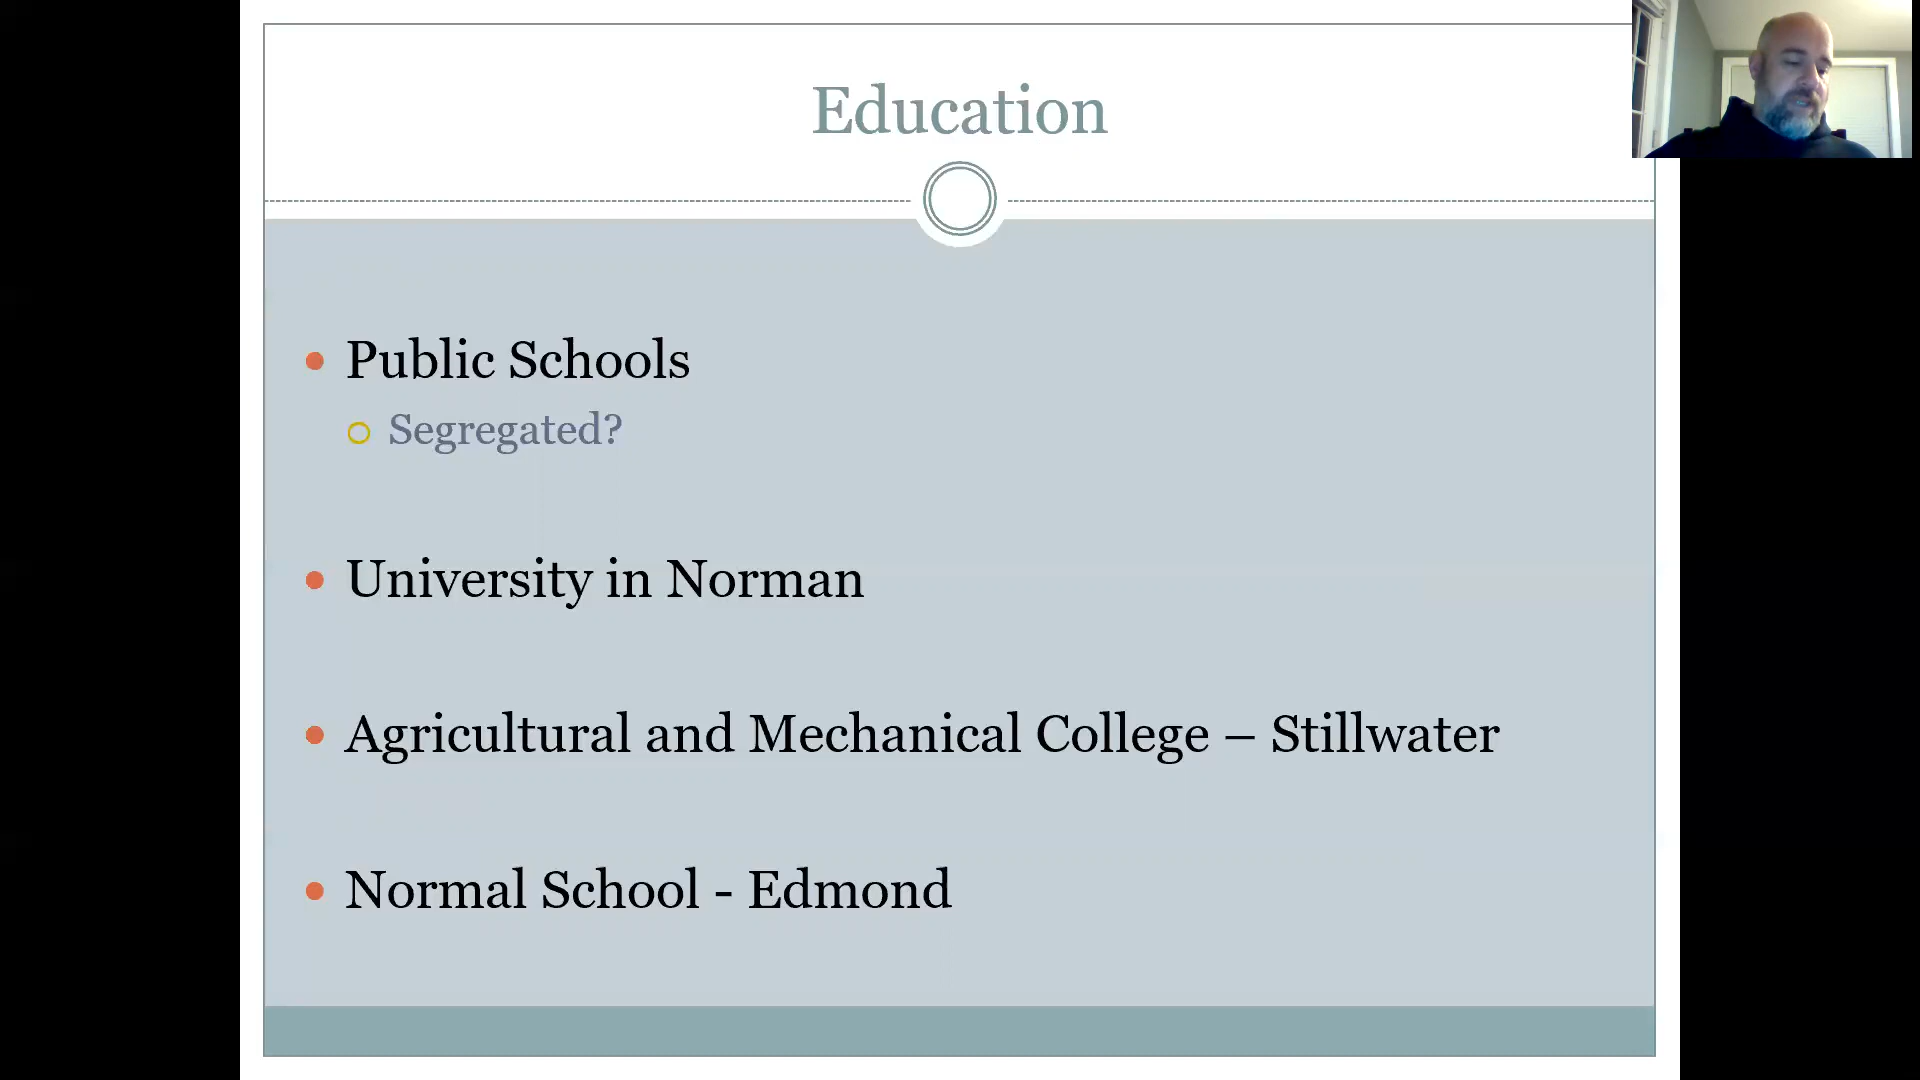 Education
Public Schools
Segregated?
University in Norman
Agricultural and Mechanical College – Stillwater
Normal School - Edmond